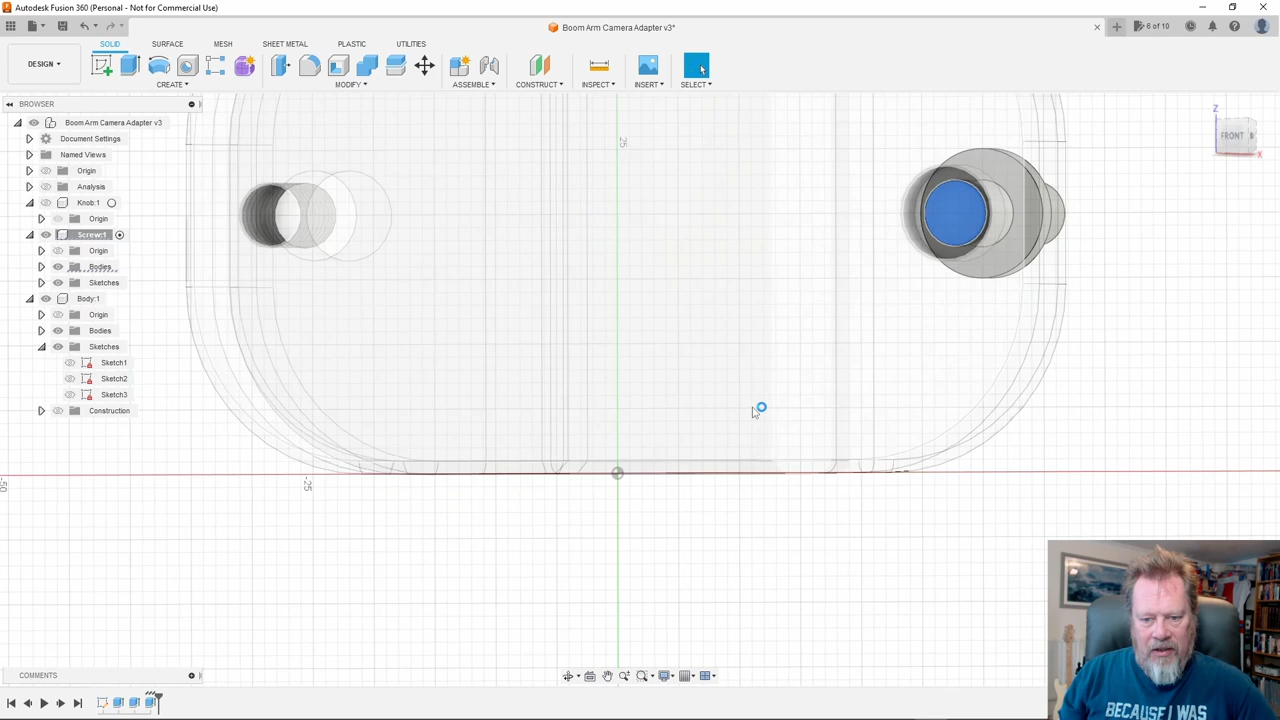 Autodesk Fusion 360 (Personal - Not for Commercial Use)
Boom Arm Camera Adapter v3*
6 of 10
SOLID
SURFACE
MESH
SHEET METAL
PLASTIC
UTILITIES
DESIGN
CREATE
MODIFY
ASSEMBLE
CONSTRUCT
INSPECT
INSERT
SELECT
BROWSER
Boom Arm Camera Adapter v3
Document Settings
Named Views
Origin
Analysis
Knob:1
Origin
Screw:1
Origin
Bodies
Sketches
Body:1
Origin
Bodies
Sketches
Sketch1
Sketch2
Sketch3
Construction
25
Z
FRONT
X
-50
-25
COMMENTS
BECAUSE I WAS